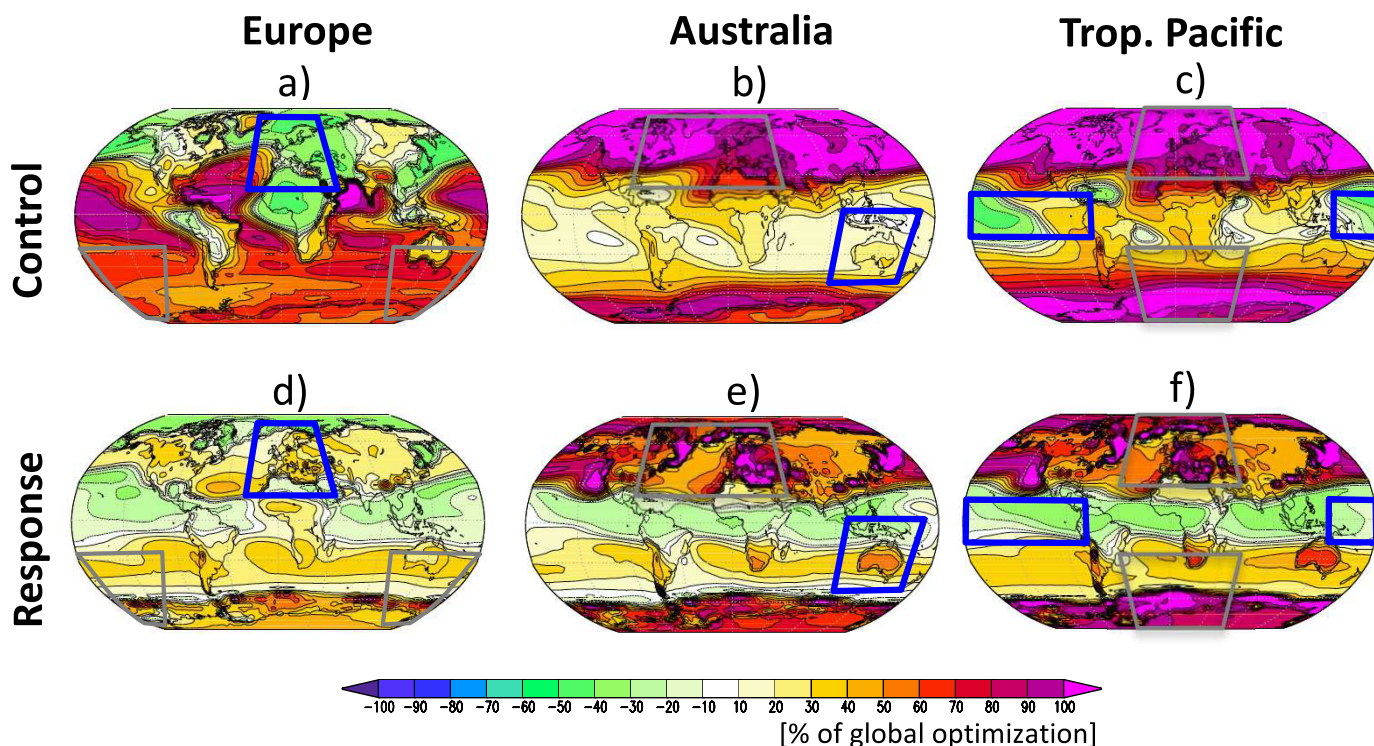 Europe Australia Trop. Pacific
a) b) c)
Control
d) e) f)
Response
-100 -90 -80 -70 -60 -50 -40 -30 -20 -10 10 20 30 40 50 60 70 80 90 100
[% of global optimization]